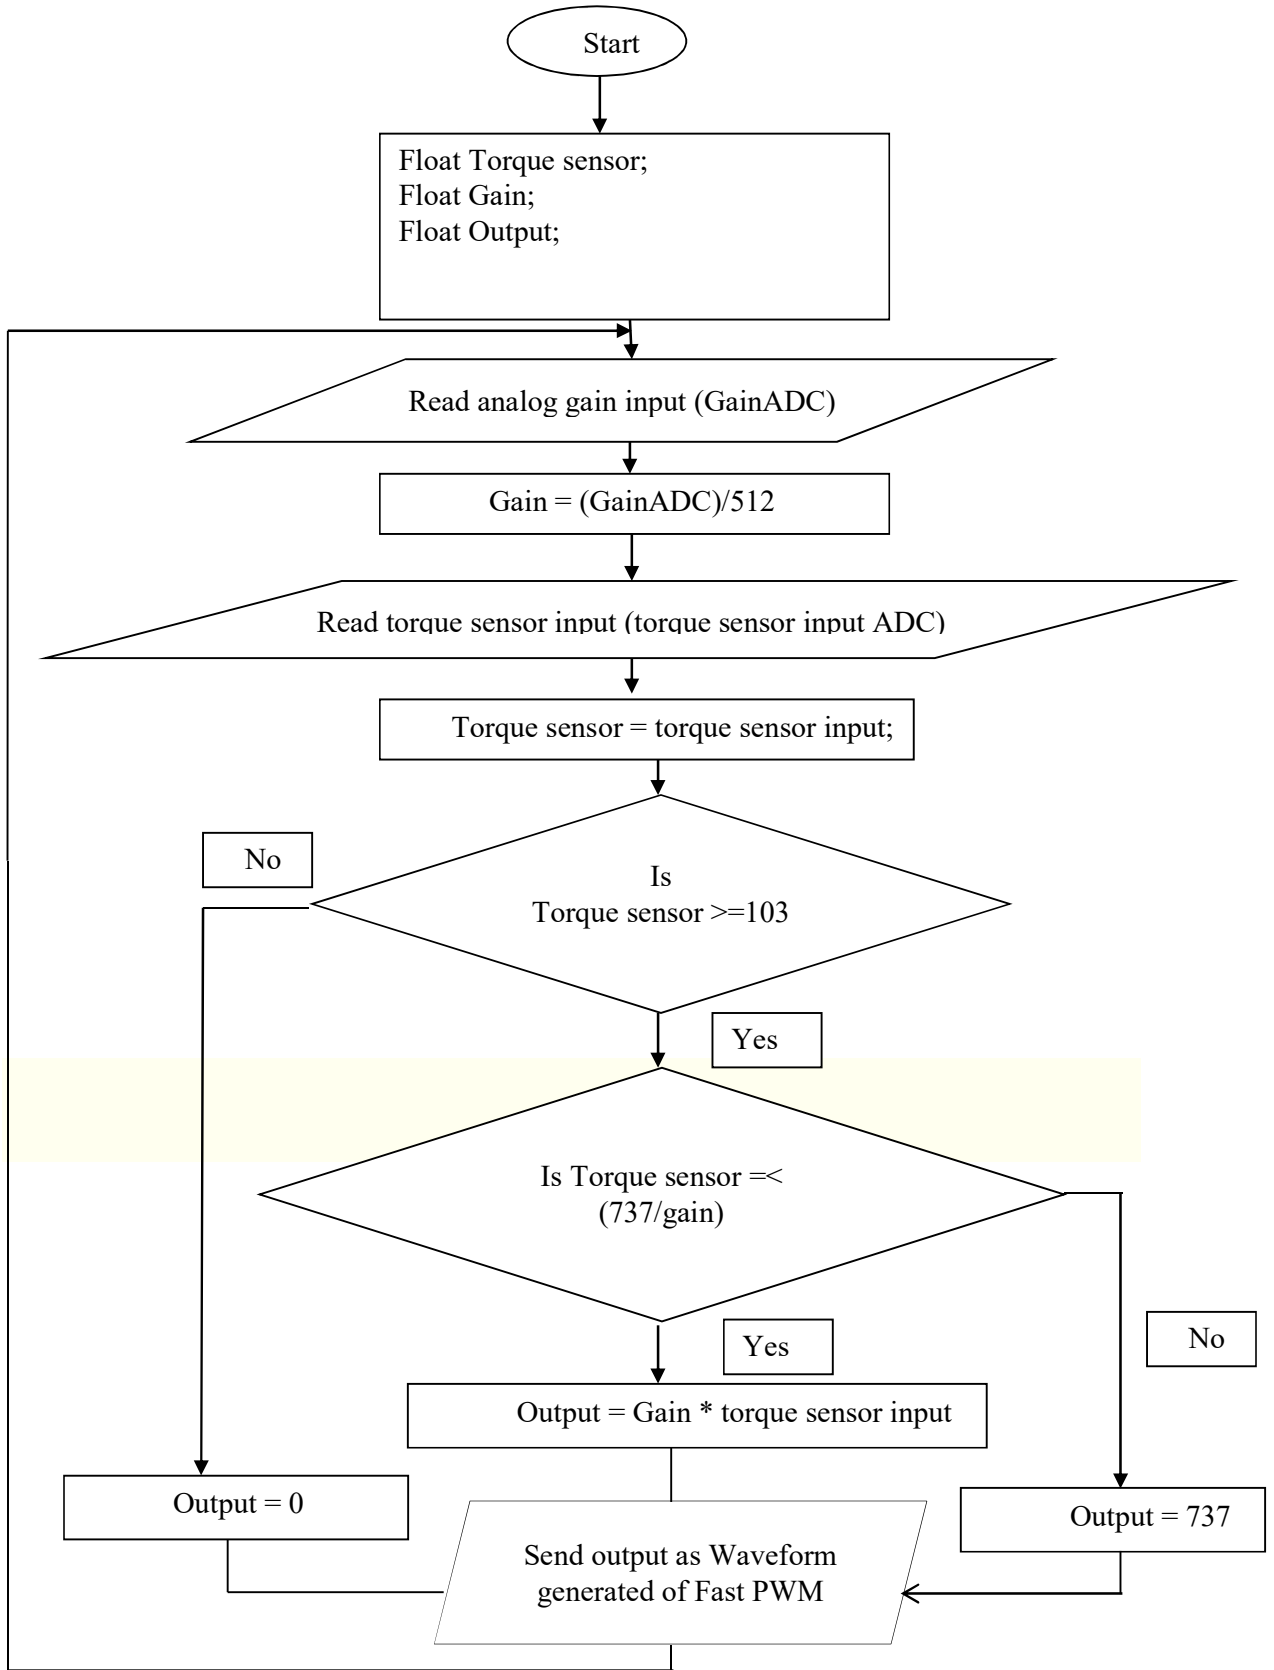 Start
Float Torque sensor;
Float Gain;
Float Output;
Read analog gain input (GainADC)
Gain = (GainADC)/512
Read torque sensor input (torque sensor input ADC)
Torque sensor = torque sensor input;
No
Is
Torque sensor >=103
Yes
Is Torque sensor =<
(737/gain)
Yes
No
Output = Gain * torque sensor input
Output = 0
Output = 737
Send output as Waveform
generated of Fast PWM